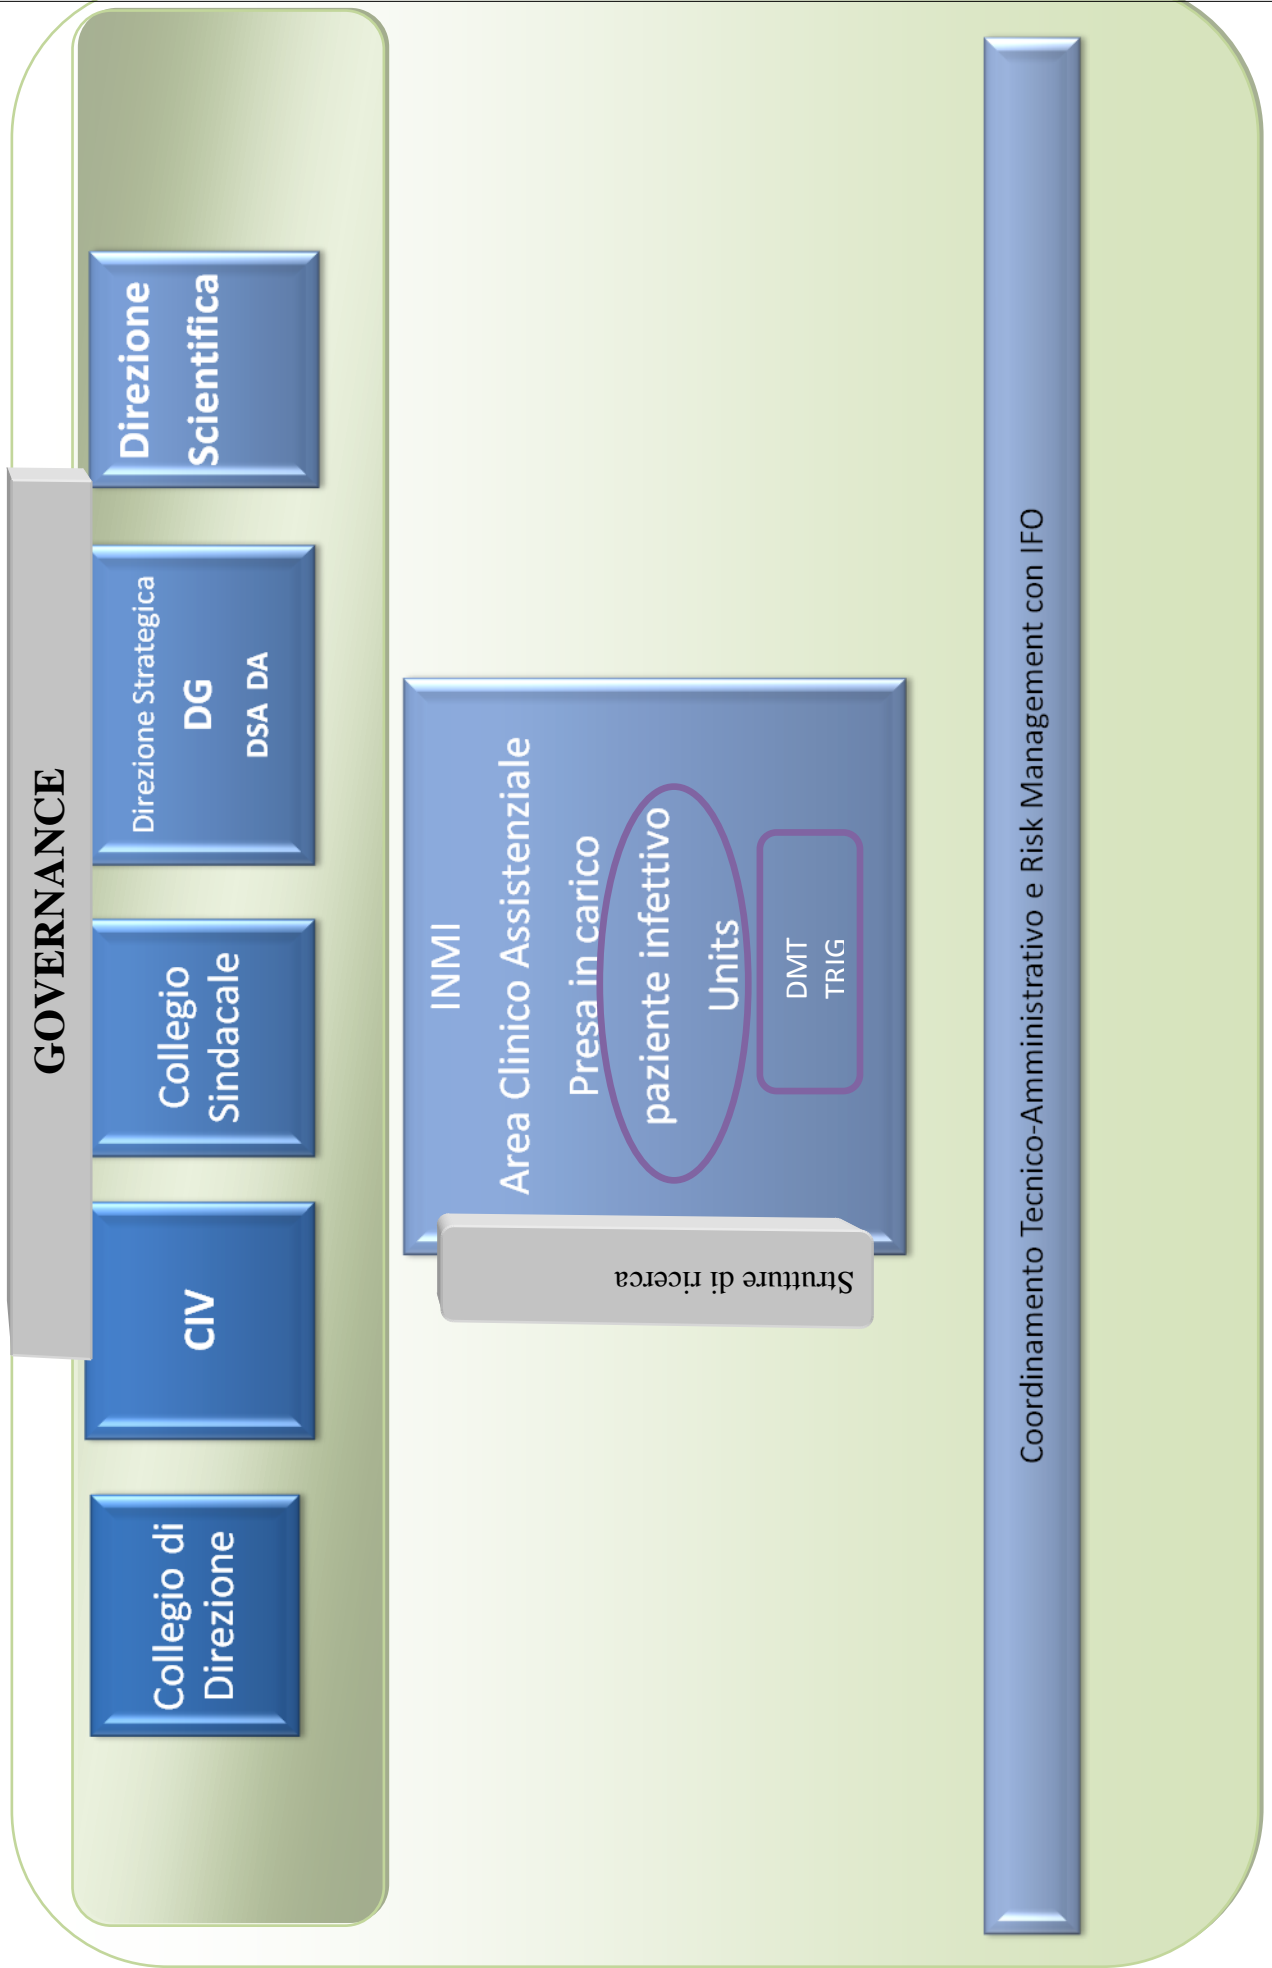 GOVERNANCE
Collegio di
Direzione
CIV
Collegio
Sindacale
Direzione Strategica
DG
DSA DA
Direzione
Scientifica
INMI
Area Clinico Assistenziale
Presa in carico
paziente infettivo
Units
DMT
TRIG
Strutture di ricerca
Coordinamento Tecnico-Amministrativo e Risk Management con IFO